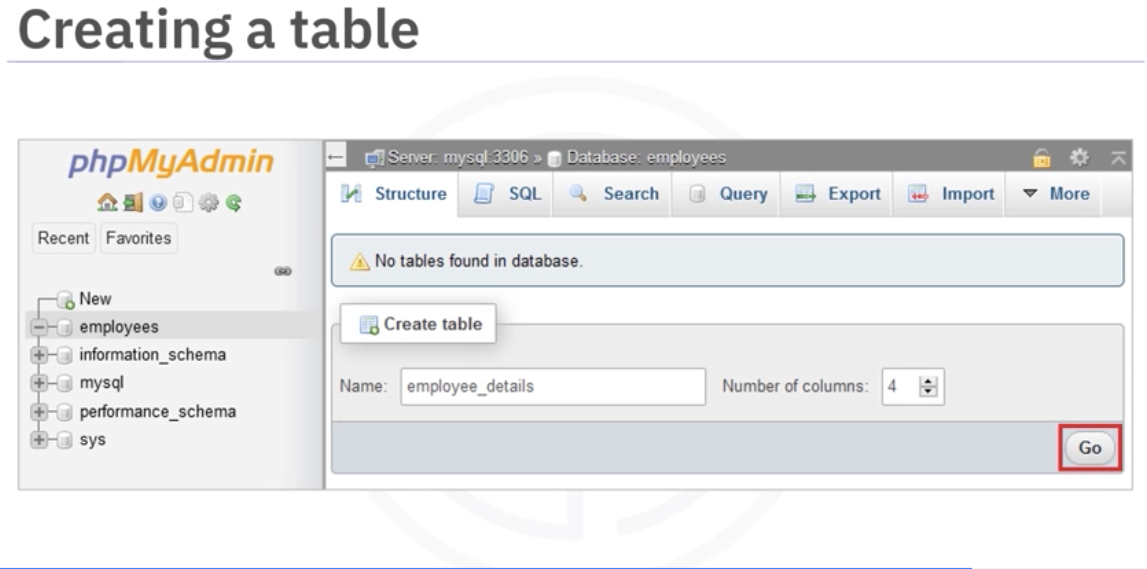 Creating a table
phpMyAdmin
Recent Favorites
New
employees
information_schema
mysql
performance_schema
sys
Server: mysql:3306 » Database: employees
Structure SQL Search Query Export Import More
No tables found in database.
Create table
Name: employee_details Number of columns: 4
Go